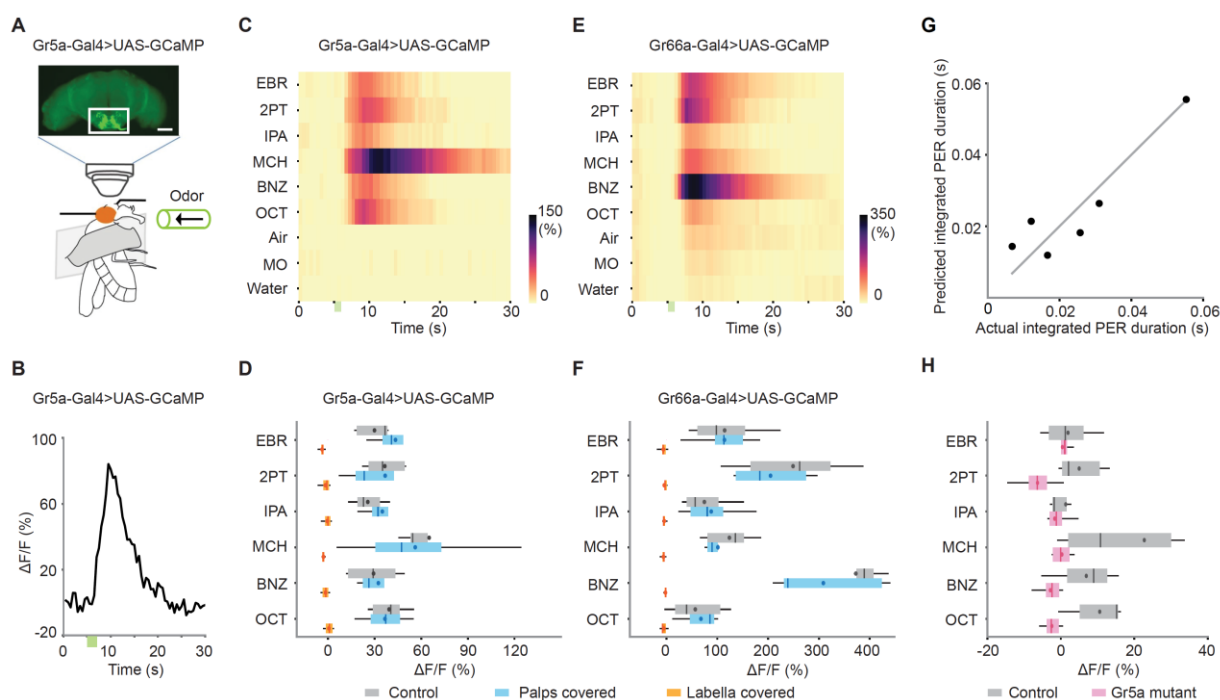 A
Gr5a-Gal4>UAS-GCaMP
Odor
B
Gr5a-Gal4>UAS-GCaMP
ΔF/F (%)
100
60
20
-20
0
10
20
30
Time (s)
C
Gr5a-Gal4>UAS-GCaMP
EBR
2PT
IPA
MCH
BNZ
OCT
Air
MO
Water
150
(%)
0
0
10
20
30
Time (s)
D
Gr5a-Gal4>UAS-GCaMP
EBR
2PT
IPA
MCH
BNZ
OCT
0
30
60
90
120
ΔF/F (%)
E
Gr66a-Gal4>UAS-GCaMP
EBR
2PT
IPA
MCH
BNZ
OCT
Air
MO
Water
350
(%)
0
0
10
20
30
Time (s)
F
Gr66a-Gal4>UAS-GCaMP
EBR
2PT
IPA
MCH
BNZ
OCT
0
100
200
300
400
ΔF/F (%)
Control
Palps covered
Labella covered
G
Predicted integrated PER duration (s)
0.06
0.04
0.02
0
0.02
0.04
0.06
Actual integrated PER duration (s)
H
EBR
2PT
IPA
MCH
BNZ
OCT
-20
0
20
40
ΔF/F (%)
Control
Gr5a mutant